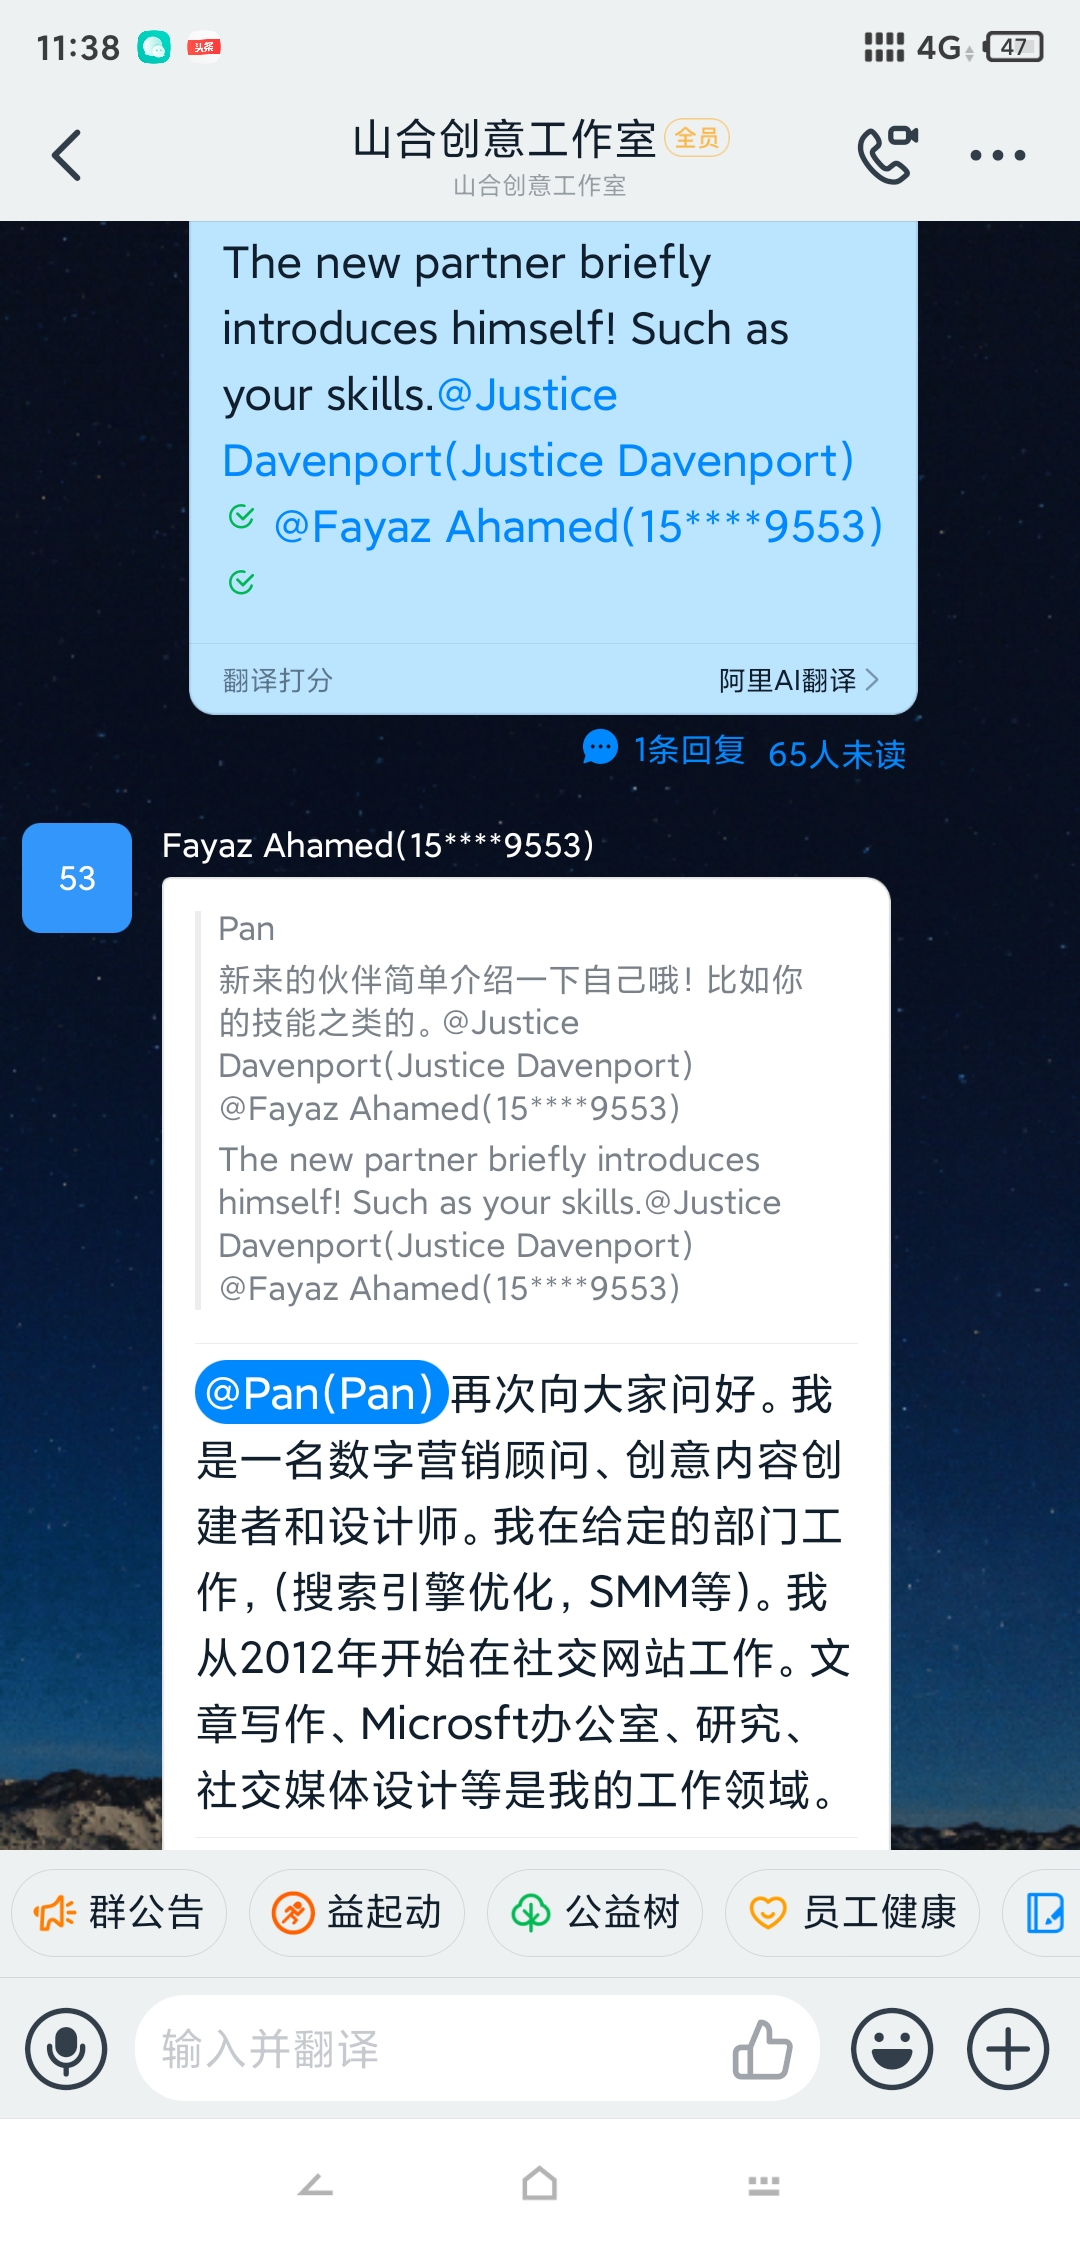 11:38
头条
4G
47
山合创意工作室 全员
山合创意工作室
The new partner briefly
introduces himself! Such as
your skills.@Justice
Davenport(Justice Davenport)
@Fayaz Ahamed(15****9553)
翻译打分
阿里AI翻译
1条回复 65人未读
53
Fayaz Ahamed(15****9553)
Pan
新来的伙伴简单介绍一下自己哦！比如你
的技能之类的。@Justice
Davenport(Justice Davenport)
@Fayaz Ahamed(15****9553)
The new partner briefly introduces
himself! Such as your skills.@Justice
Davenport(Justice Davenport)
@Fayaz Ahamed(15****9553)
@Pan(Pan)再次向大家问好。我
是一名数字营销顾问、创意内容创
建者和设计师。我在给定的部门工
作，（搜索引擎优化，SMM等）。我
从2012年开始在社交网站工作。文
章写作、Microsft办公室、研究、
社交媒体设计等是我的工作领域。
群公告 益起动 公益树 员工健康
输入并翻译